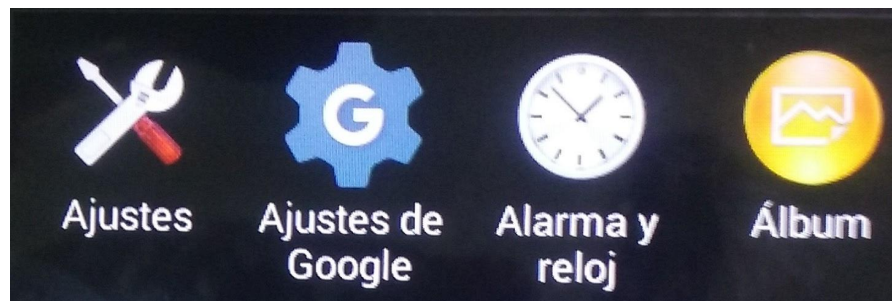 G
Ajustes
Ajustes de
Google
Alarma y
reloj
Álbum